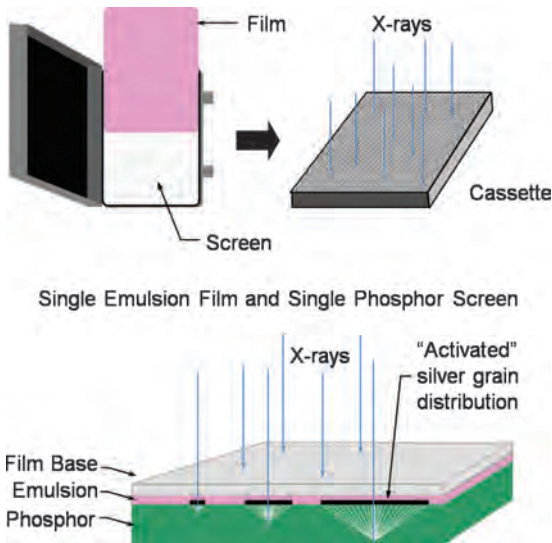 Film
X-rays
Screen
Cassette
Single Emulsion Film and Single Phosphor Screen
X-rays
"Activated"
silver grain
distribution
Film Base
Emulsion
Phosphor